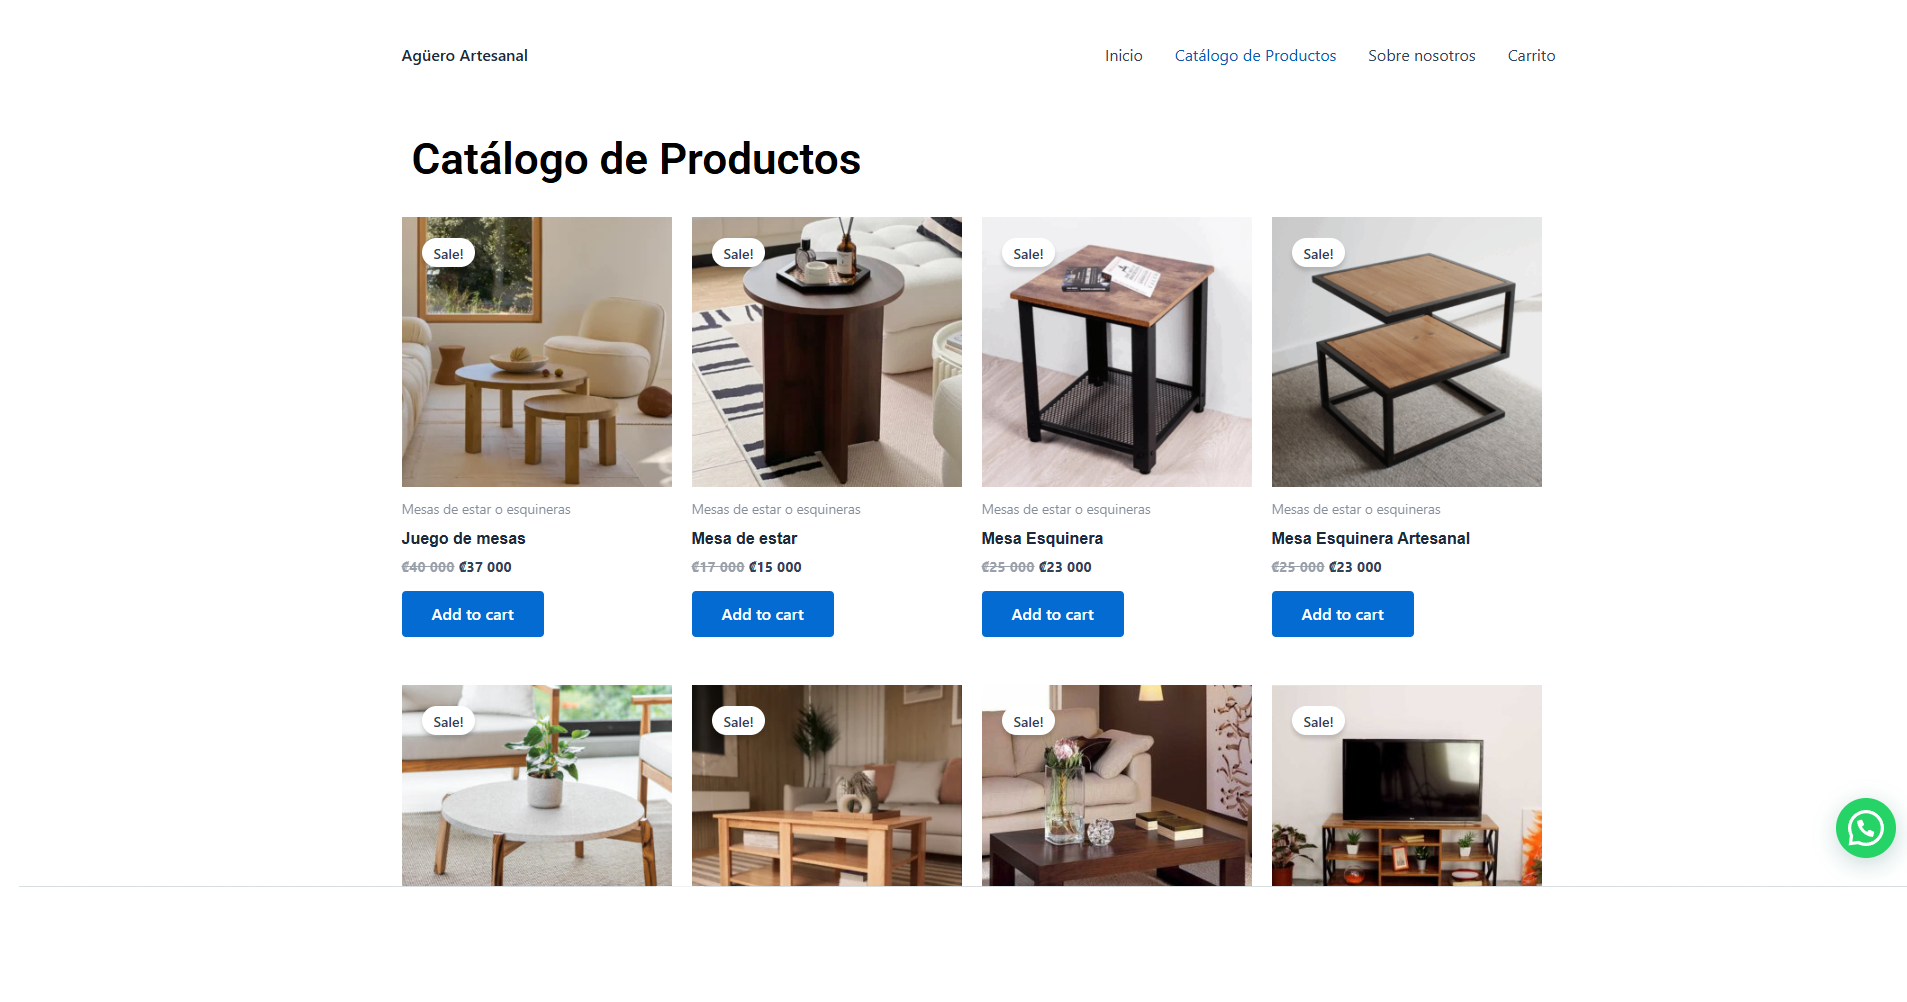 Agüero Artesanal
Inicio Catálogo de Productos Sobre nosotros Carrito
Catálogo de Productos
Sale! Sale! Sale! Sale!
Mesas de estar o esquineras Mesas de estar o esquineras Mesas de estar o esquineras Mesas de estar o esquineras
Juego de mesas Mesa de estar Mesa Esquinera Mesa Esquinera Artesanal
₡40 000 ₡37 000 ₡17 000 ₡15 000 ₡25 000 ₡23 000 ₡25 000 ₡23 000
Add to cart Add to cart Add to cart Add to cart
Sale! Sale! Sale! Sale!